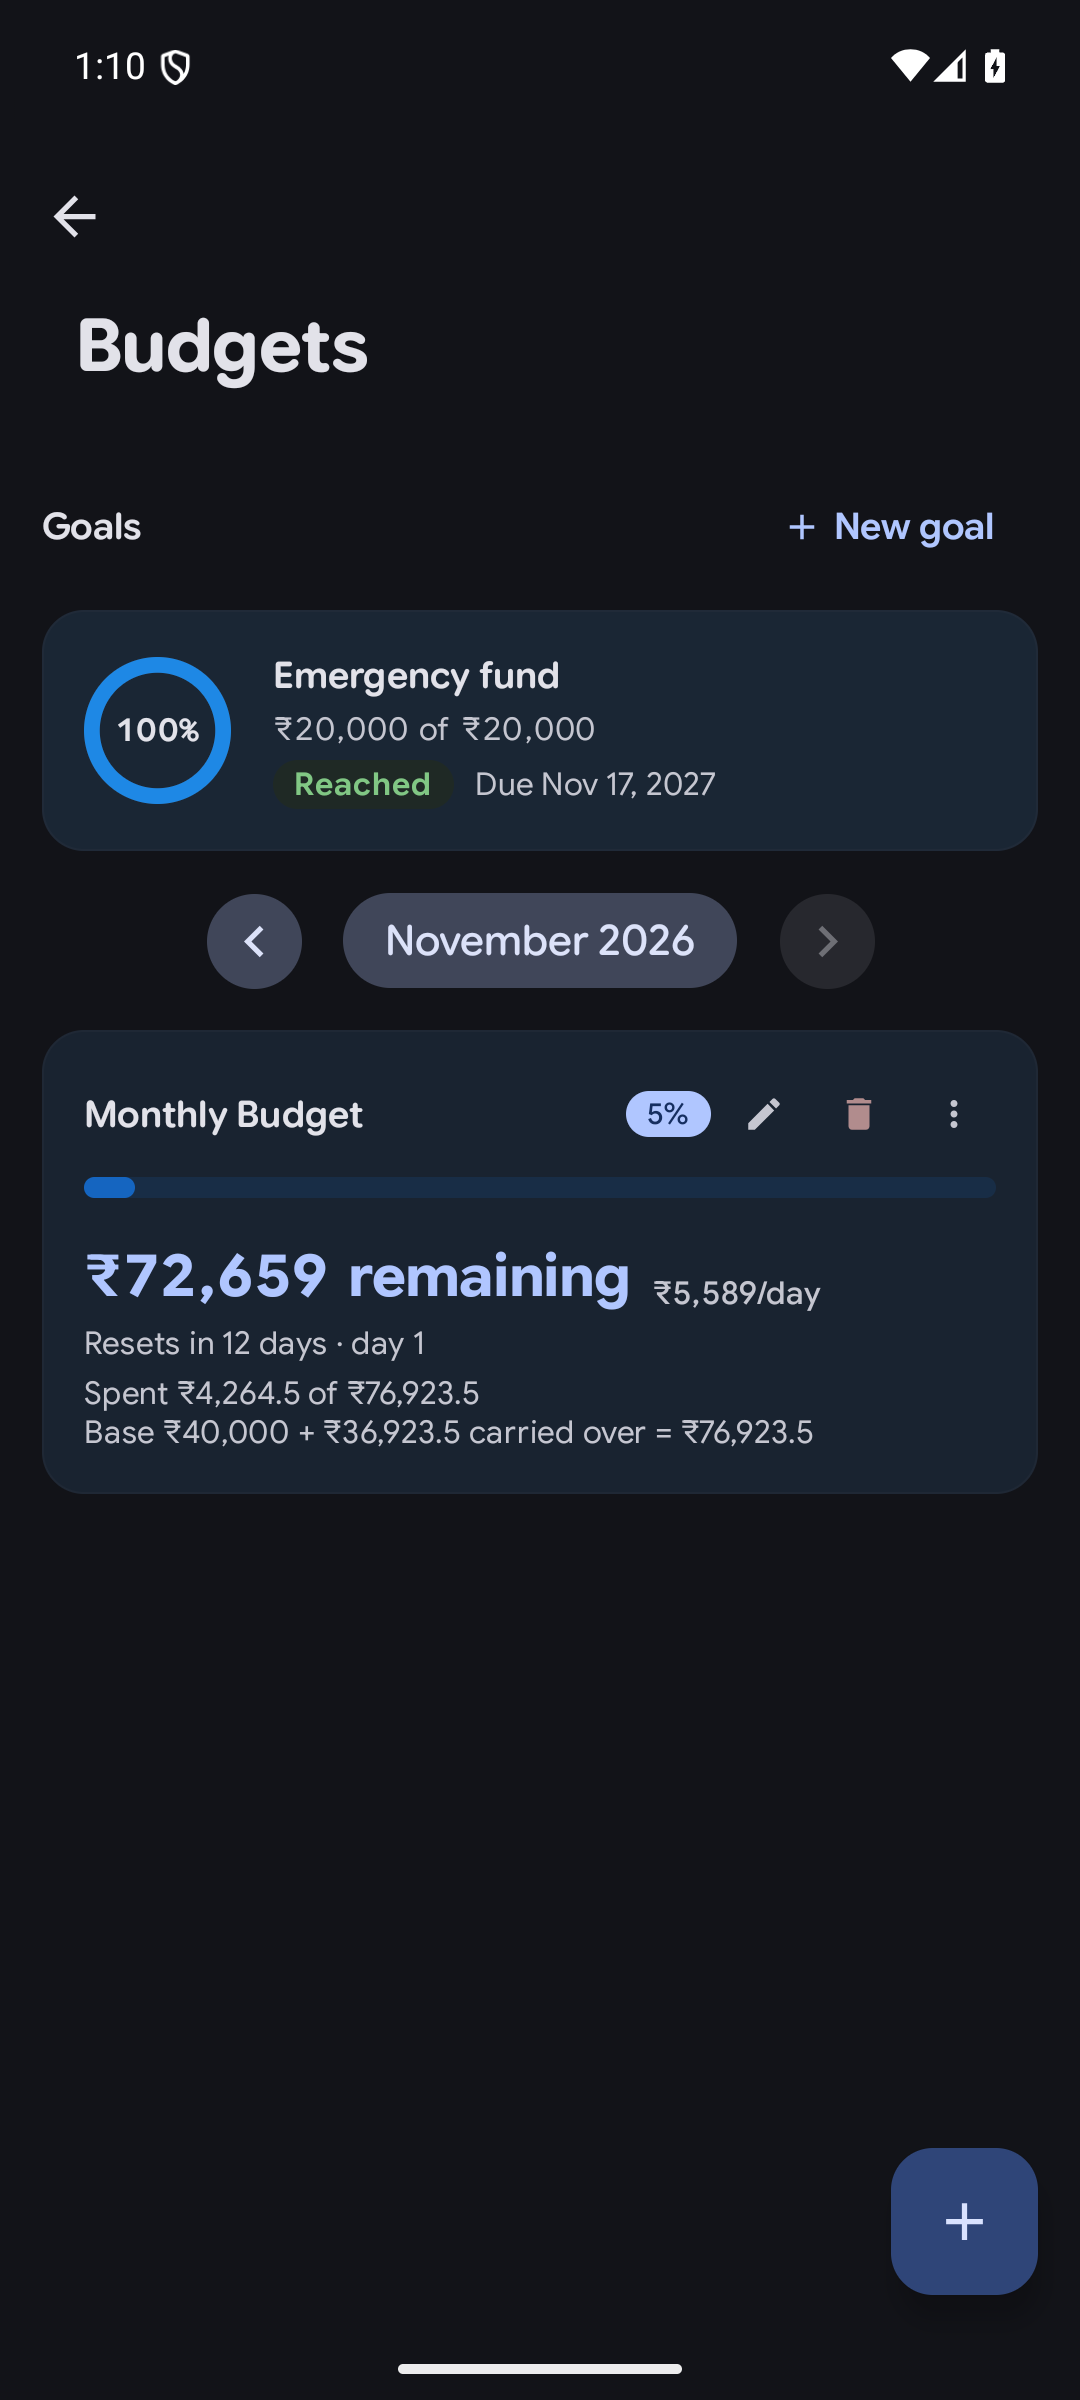 1:10
Budgets
Goals
+ New goal
100%
Emergency fund
₹20,000 of ₹20,000
Reached Due Nov 17, 2027
November 2026
Monthly Budget
5%
₹72,659 remaining ₹5,589/day
Resets in 12 days · day 1
Spent ₹4,264.5 of ₹76,923.5
Base ₹40,000 + ₹36,923.5 carried over = ₹76,923.5